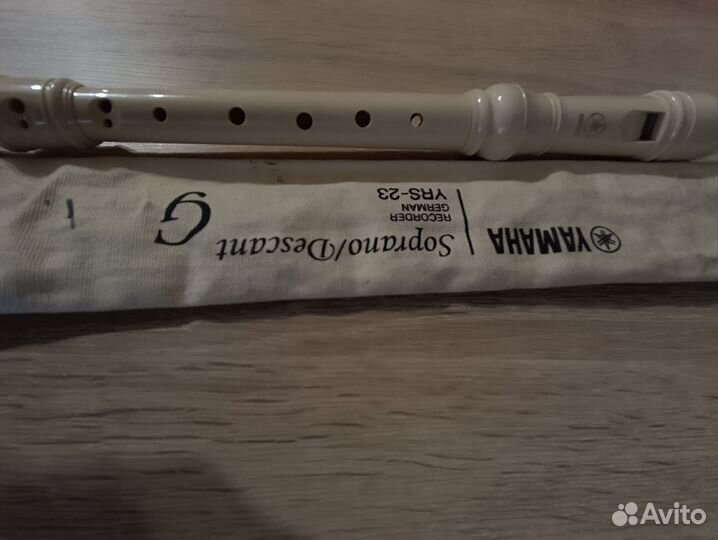 YAMAHA
Soprano/Descant
RECORDER
GERMAN
YRS-23
G
Avito